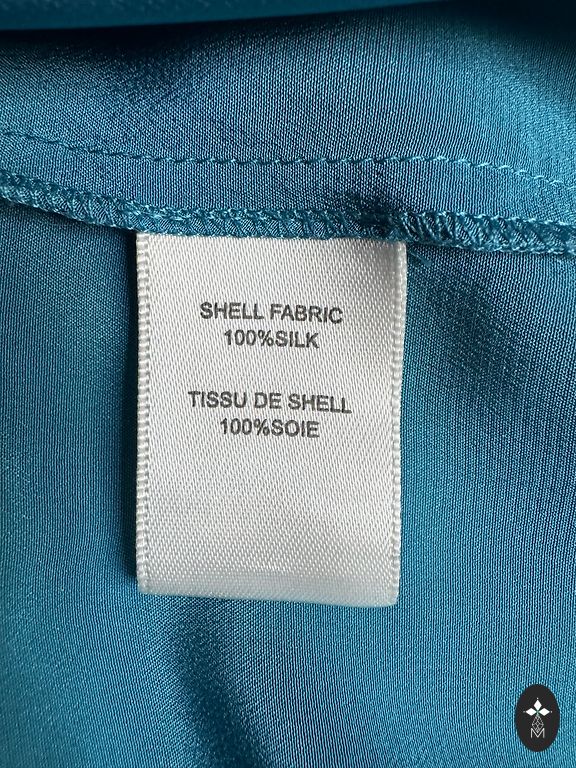 SHELL FABRIC
100%SILK
TISSU DE SHELL
100%SOIE